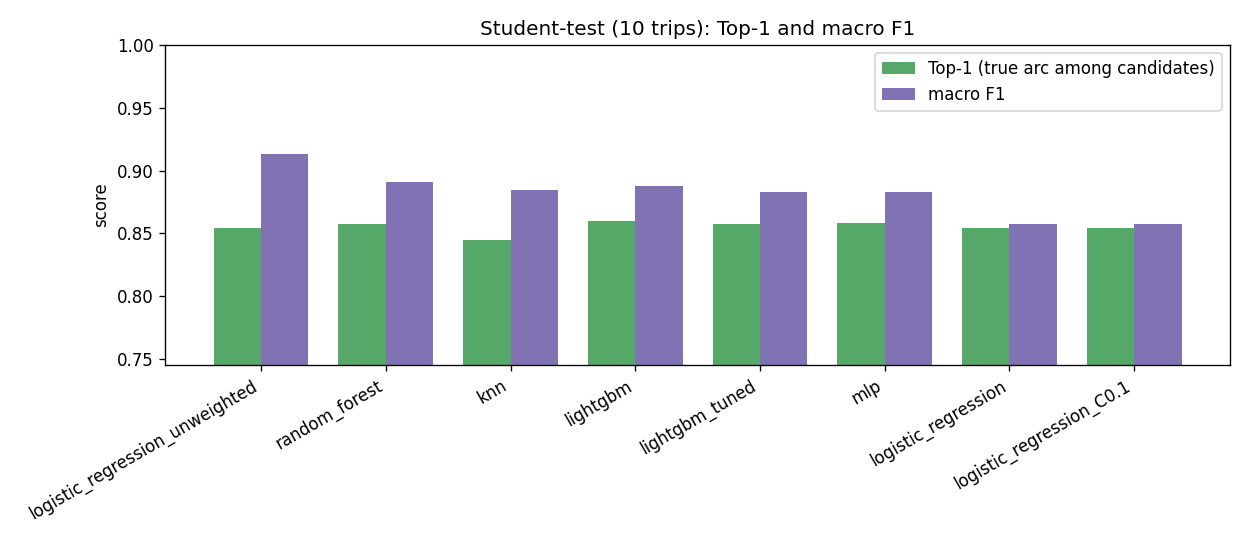 Student-test (10 trips): Top-1 and macro F1
1.00
0.95
0.90
0.85
0.80
0.75
score
Top-1 (true arc among candidates)
macro F1
logistic_regression_unweighted
random_forest
knn
lightgbm
lightgbm_tuned
mlp
logistic_regression
logistic_regression_C0.1